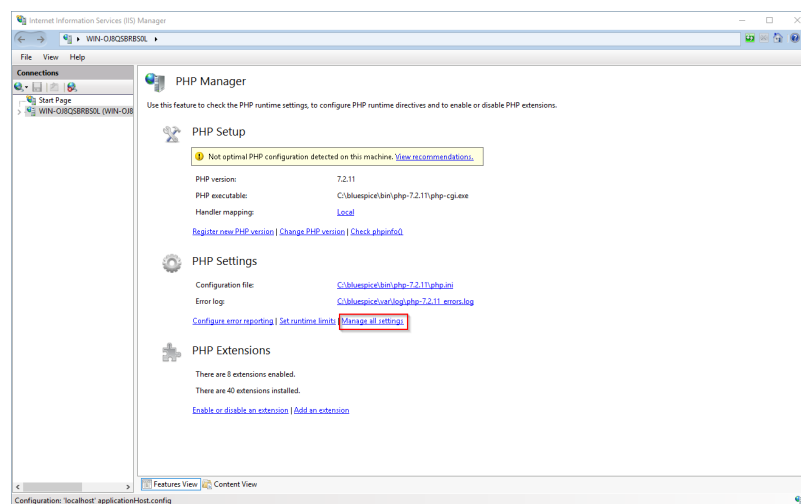 Internet Information Services (IIS) Manager
WIN-OJ8QSBRBS0L
File View Help
Connections
Start Page
WIN-OJ8QSBRBS0L (WIN-OJ8
PHP Manager
Use this feature to check the PHP runtime settings, to configure PHP runtime directives and to enable or disable PHP extensions.
PHP Setup
Not optimal PHP configuration detected on this machine. View recommendations.
PHP version: 7.2.11
PHP executable: C:\bluespice\bin\php-7.2.11\php-cgi.exe
Handler mapping: Local
Register new PHP version | Change PHP version | Check phpinfo()
PHP Settings
Configuration file: C:\bluespice\bin\php-7.2.11\php.ini
Error log: C:\bluespice\var\log\php-7.2.11_errors.log
Configure error reporting | Set runtime limits | Manage all settings
PHP Extensions
There are 8 extensions enabled.
There are 40 extensions installed.
Enable or disable an extension | Add an extension
Features View Content View
Configuration: 'localhost' applicationHost.config